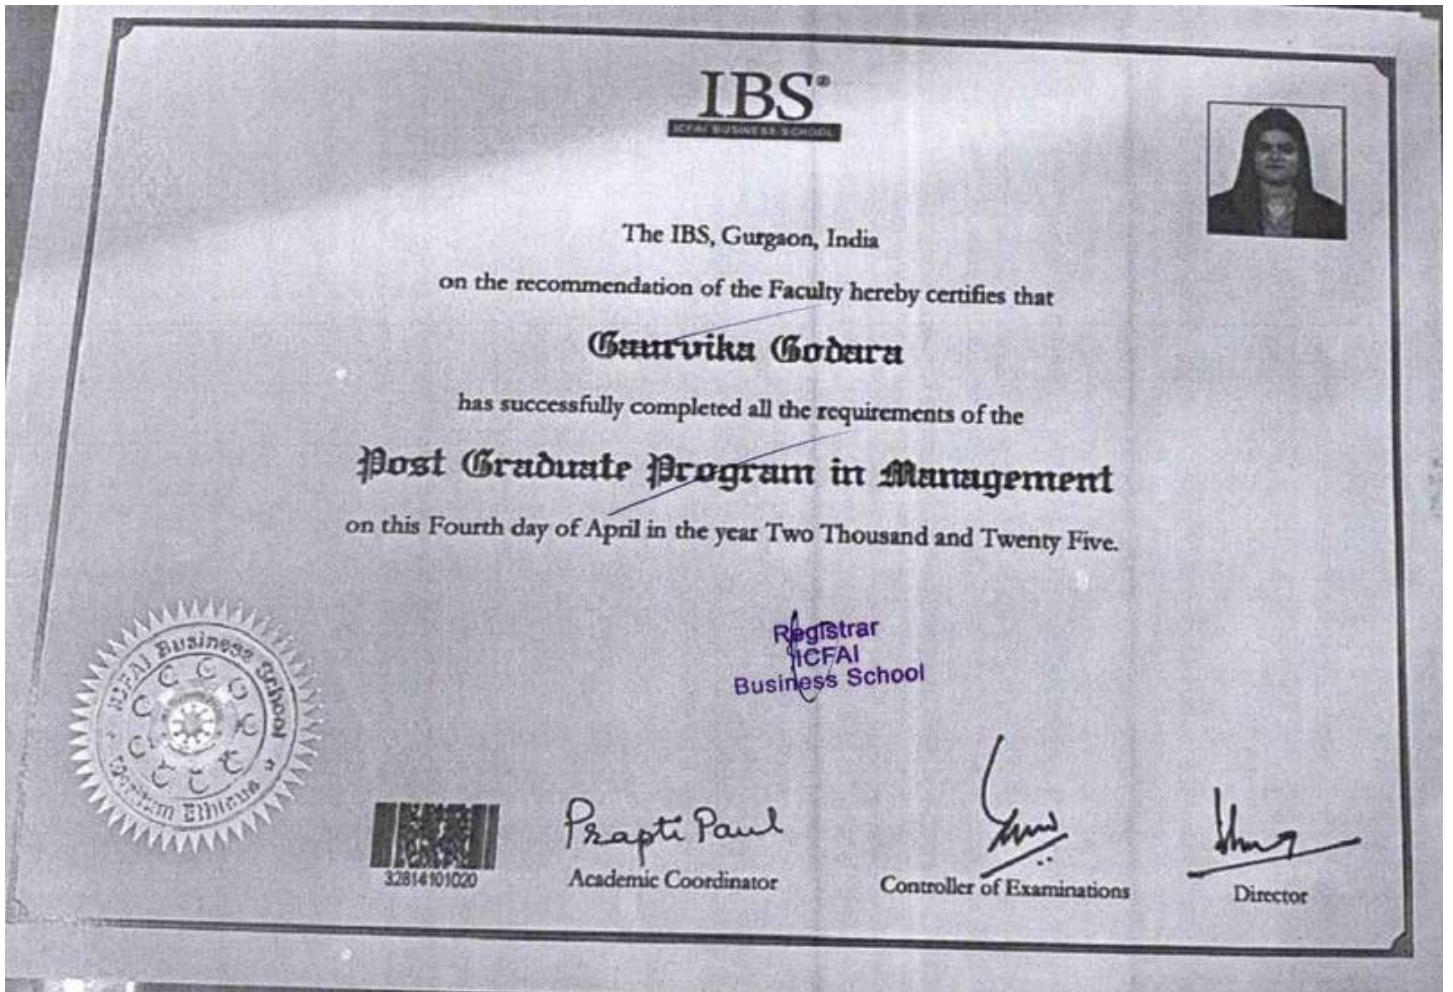 IBS®
ICFAI BUSINESS SCHOOL
The IBS, Gurgaon, India
on the recommendation of the Faculty hereby certifies that
Gaurvika Godara
has successfully completed all the requirements of the
Post Graduate Program in Management
on this Fourth day of April in the year Two Thousand and Twenty Five.
Registrar
ICFAI
Business School
ICFAI Business School
Ethicus
32814101020
Prapti Paul
Academic Coordinator
Controller of Examinations
Director